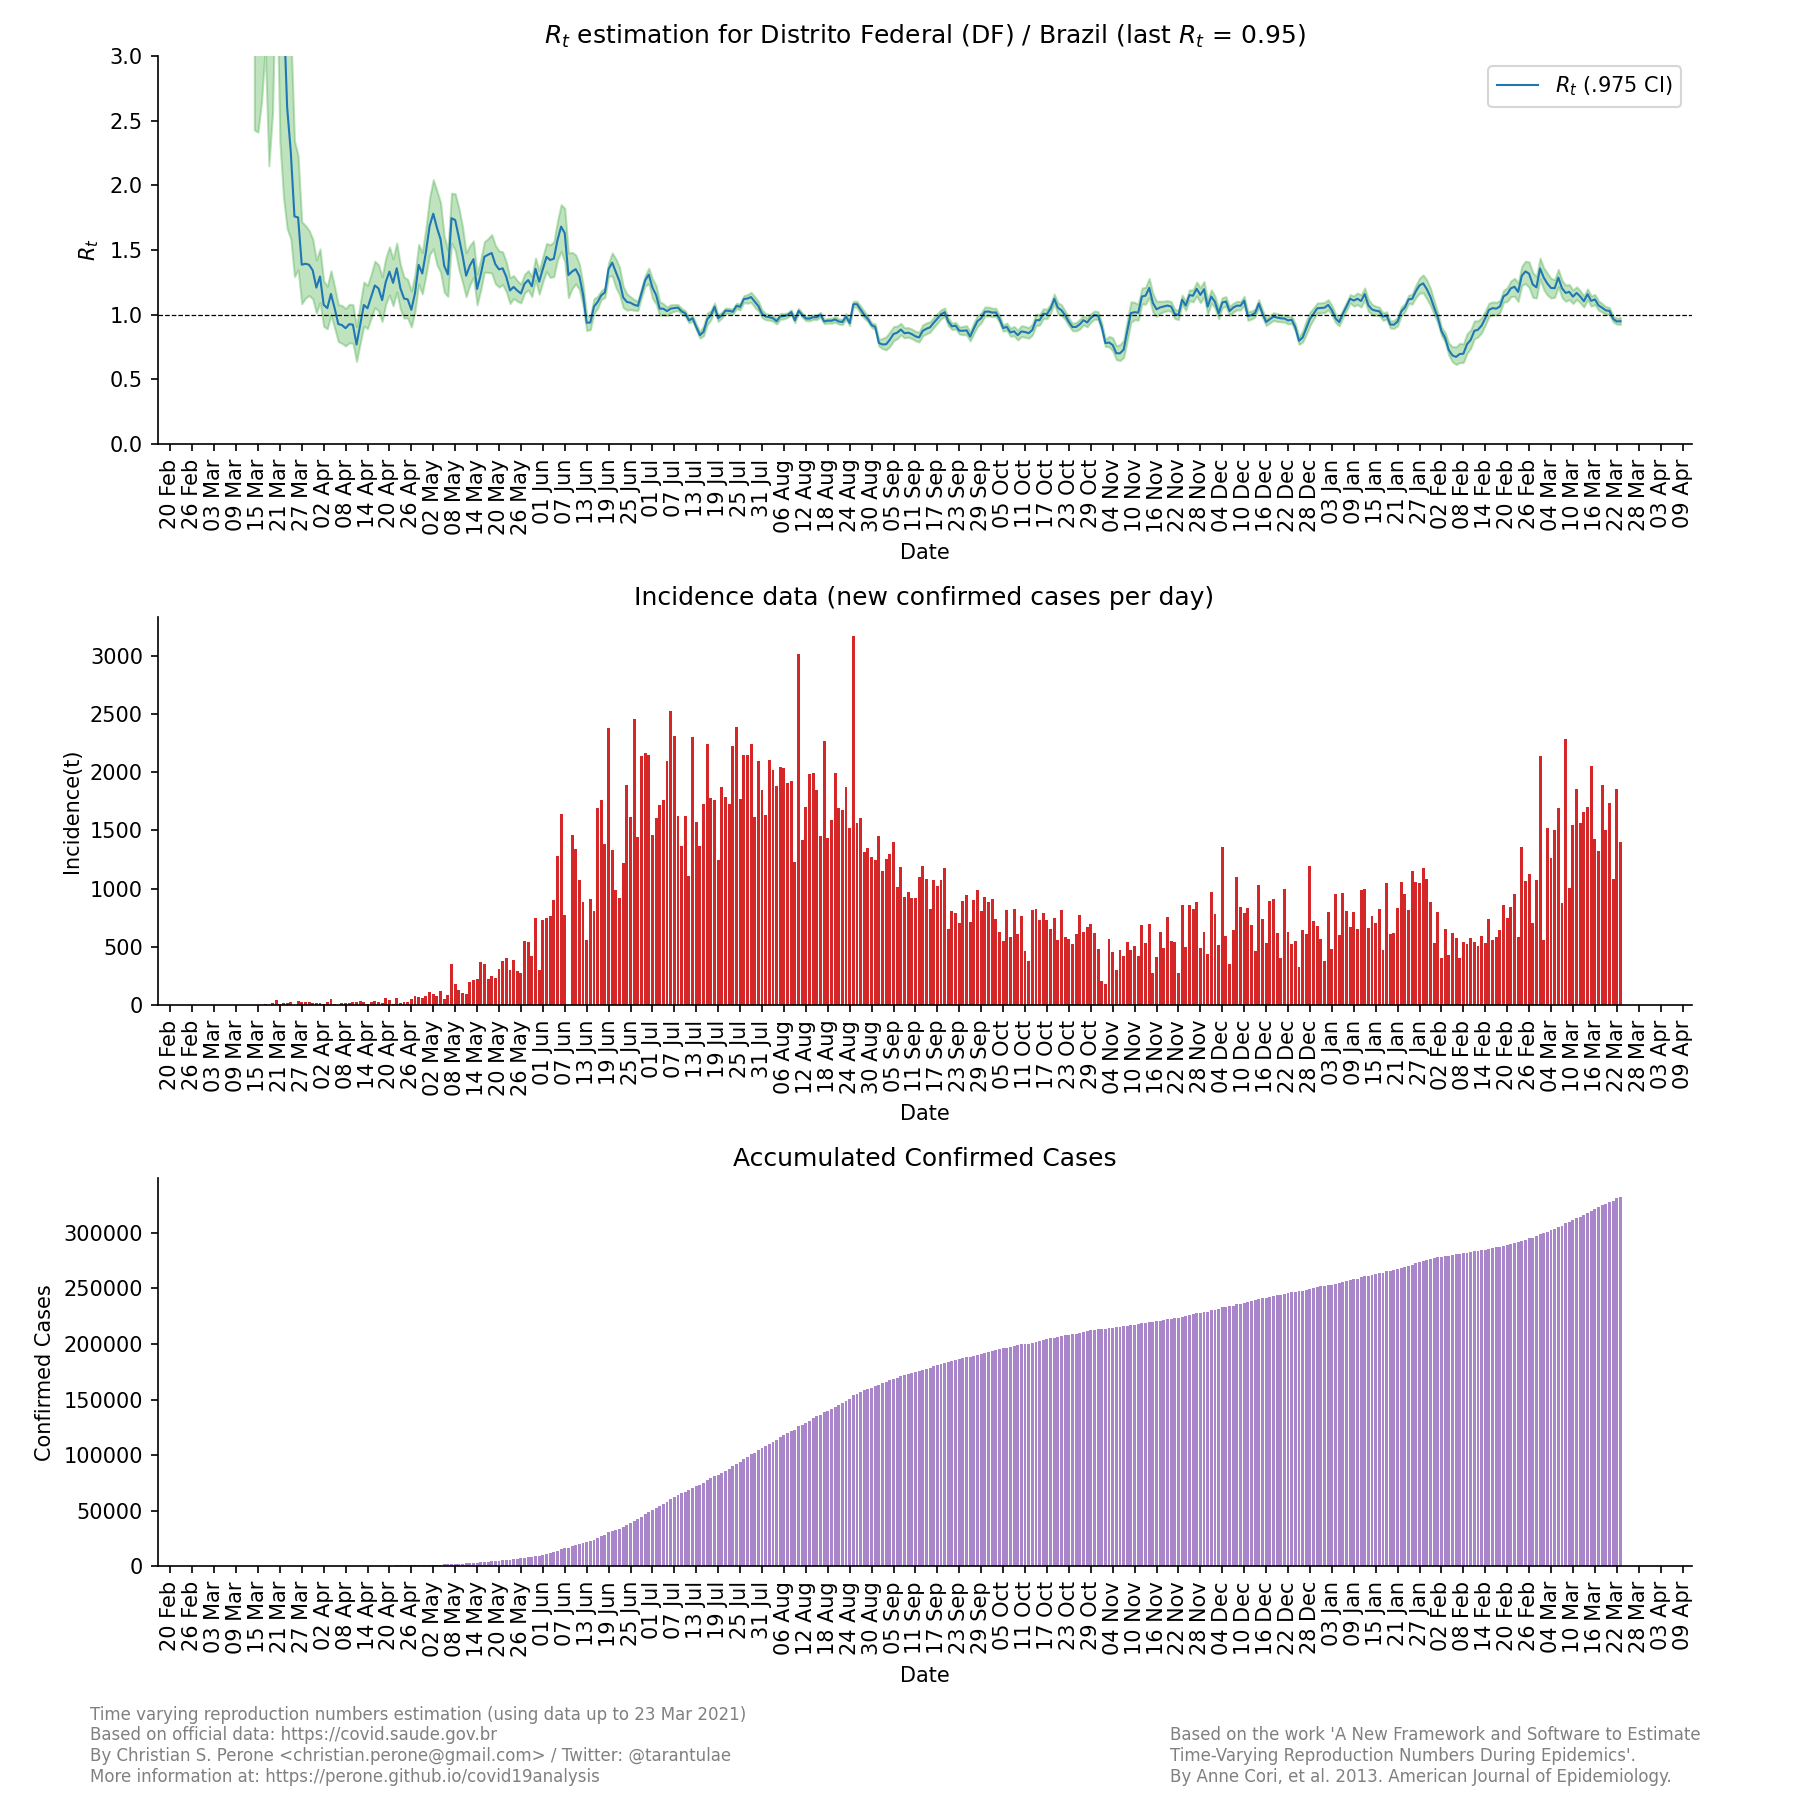 Rt estimation for Distrito Federal (DF) / Brazil (last Rt = 0.95)
3.0
2.5
2.0
1.5
1.0
0.5
0.0
Rt
Rt (.975 CI)
20 Feb 26 Feb 03 Mar 09 Mar 15 Mar 21 Mar 27 Mar 02 Apr 08 Apr 14 Apr 20 Apr 26 Apr 02 May 08 May 14 May 20 May 26 May 01 Jun 07 Jun 13 Jun 19 Jun 25 Jun 01 Jul 07 Jul 13 Jul 19 Jul 25 Jul 31 Jul 06 Aug 12 Aug 18 Aug 24 Aug 30 Aug 05 Sep 11 Sep 17 Sep 23 Sep 29 Sep 05 Oct 11 Oct 17 Oct 23 Oct 29 Oct 04 Nov 10 Nov 16 Nov 22 Nov 28 Nov 04 Dec 10 Dec 16 Dec 22 Dec 28 Dec 03 Jan 09 Jan 15 Jan 21 Jan 27 Jan 02 Feb 08 Feb 14 Feb 20 Feb 26 Feb 04 Mar 10 Mar 16 Mar 22 Mar 28 Mar 03 Apr 09 Apr
Date
Incidence data (new confirmed cases per day)
3000
2500
2000
1500
1000
500
0
Incidence(t)
20 Feb 26 Feb 03 Mar 09 Mar 15 Mar 21 Mar 27 Mar 02 Apr 08 Apr 14 Apr 20 Apr 26 Apr 02 May 08 May 14 May 20 May 26 May 01 Jun 07 Jun 13 Jun 19 Jun 25 Jun 01 Jul 07 Jul 13 Jul 19 Jul 25 Jul 31 Jul 06 Aug 12 Aug 18 Aug 24 Aug 30 Aug 05 Sep 11 Sep 17 Sep 23 Sep 29 Sep 05 Oct 11 Oct 17 Oct 23 Oct 29 Oct 04 Nov 10 Nov 16 Nov 22 Nov 28 Nov 04 Dec 10 Dec 16 Dec 22 Dec 28 Dec 03 Jan 09 Jan 15 Jan 21 Jan 27 Jan 02 Feb 08 Feb 14 Feb 20 Feb 26 Feb 04 Mar 10 Mar 16 Mar 22 Mar 28 Mar 03 Apr 09 Apr
Date
Accumulated Confirmed Cases
300000
250000
200000
150000
100000
50000
0
Confirmed Cases
20 Feb 26 Feb 03 Mar 09 Mar 15 Mar 21 Mar 27 Mar 02 Apr 08 Apr 14 Apr 20 Apr 26 Apr 02 May 08 May 14 May 20 May 26 May 01 Jun 07 Jun 13 Jun 19 Jun 25 Jun 01 Jul 07 Jul 13 Jul 19 Jul 25 Jul 31 Jul 06 Aug 12 Aug 18 Aug 24 Aug 30 Aug 05 Sep 11 Sep 17 Sep 23 Sep 29 Sep 05 Oct 11 Oct 17 Oct 23 Oct 29 Oct 04 Nov 10 Nov 16 Nov 22 Nov 28 Nov 04 Dec 10 Dec 16 Dec 22 Dec 28 Dec 03 Jan 09 Jan 15 Jan 21 Jan 27 Jan 02 Feb 08 Feb 14 Feb 20 Feb 26 Feb 04 Mar 10 Mar 16 Mar 22 Mar 28 Mar 03 Apr 09 Apr
Date
Time varying reproduction numbers estimation (using data up to 23 Mar 2021)
Based on official data: https://covid.saude.gov.br
By Christian S. Perone <christian.perone@gmail.com> / Twitter: @tarantulae
More information at: https://perone.github.io/covid19analysis
Based on the work 'A New Framework and Software to Estimate
Time-Varying Reproduction Numbers During Epidemics'.
By Anne Cori, et al. 2013. American Journal of Epidemiology.